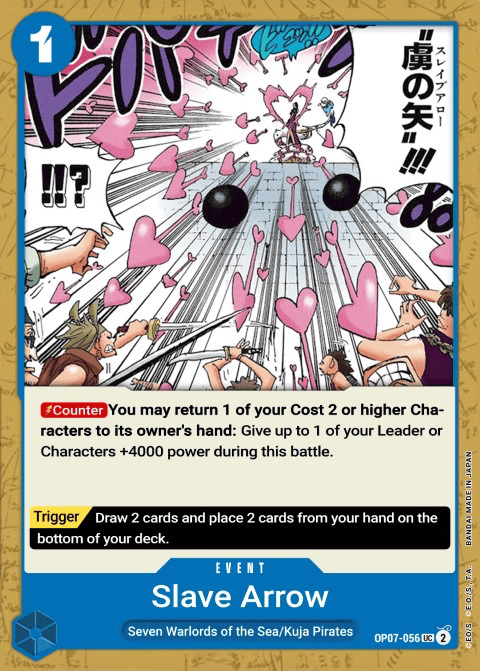 1
"虜の矢"!!!
スレイブアロー
!!?
⚡Counter You may return 1 of your Cost 2 or higher Cha-
racters to its owner's hand: Give up to 1 of your Leader or
Characters +4000 power during this battle.
Trigger Draw 2 cards and place 2 cards from your hand on the
bottom of your deck.
EVENT
Slave Arrow
Seven Warlords of the Sea/Kuja Pirates
OP07-056 UC 2
©E.O./S. ©E.O./S., T.A. BANDAI MADE IN JAPAN